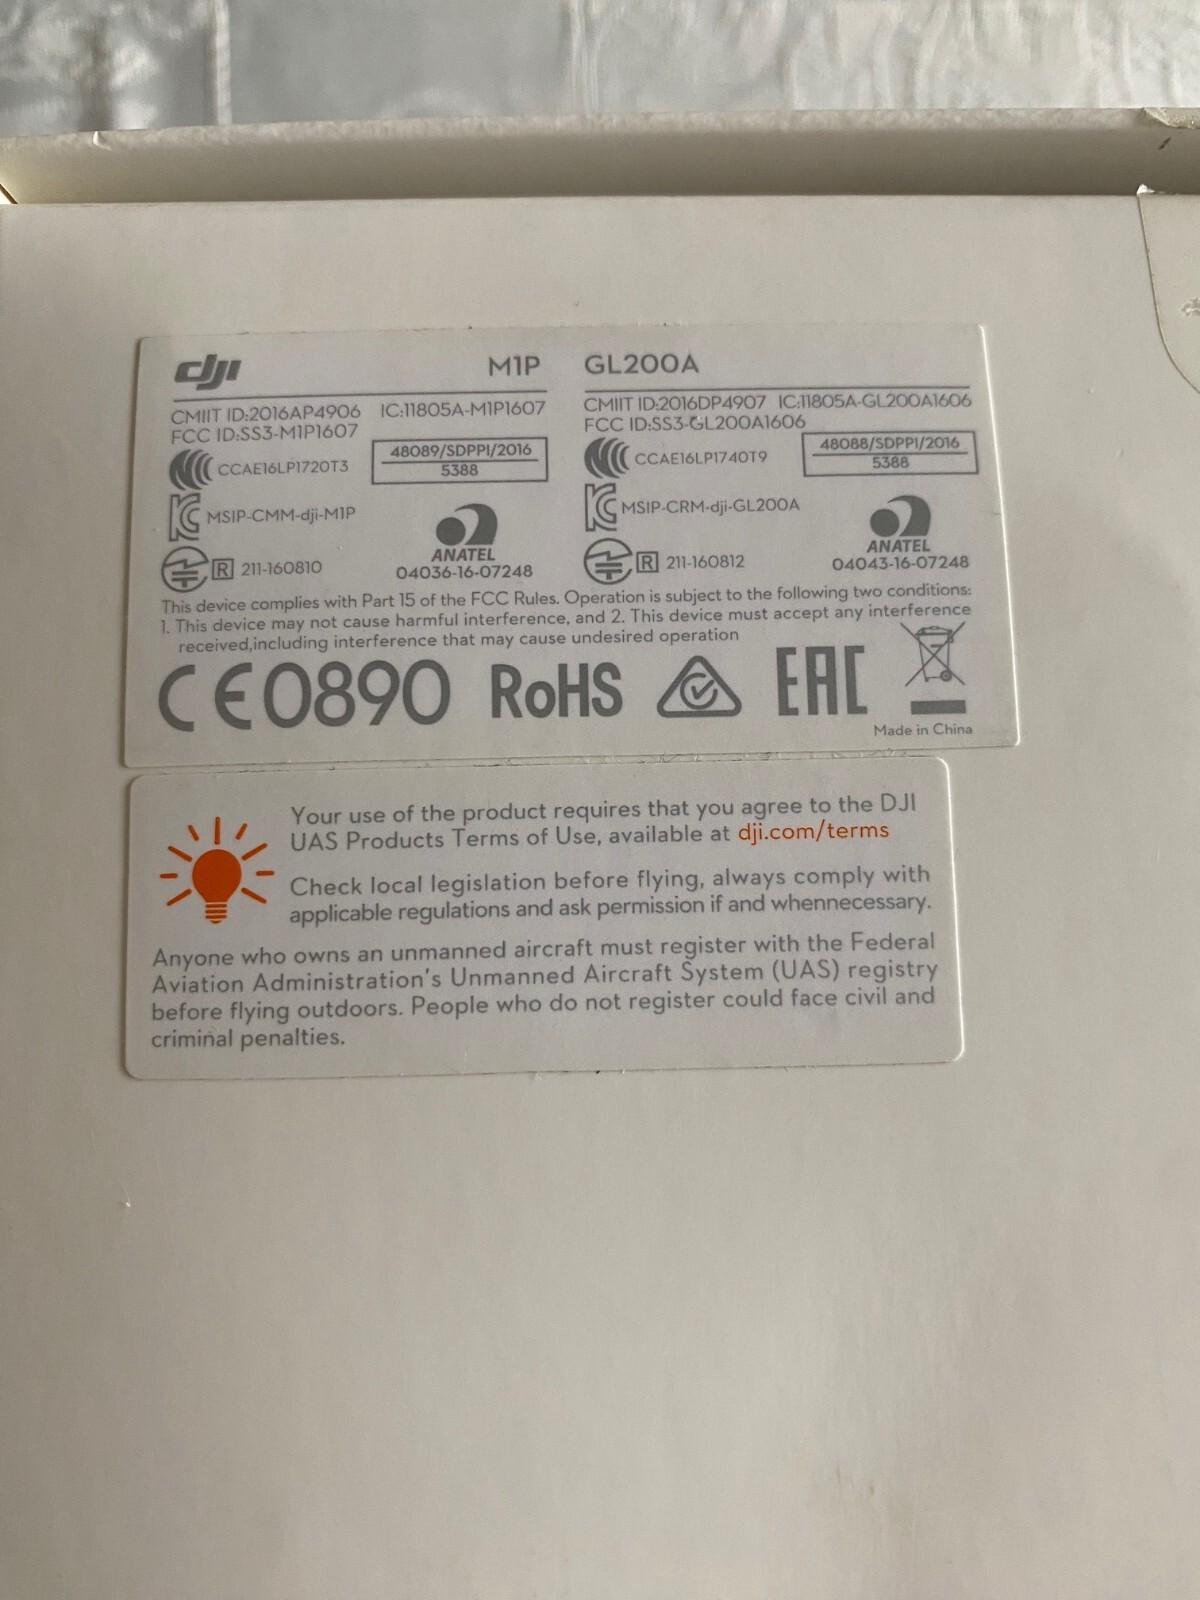 dji M1P GL200A
CMIIT ID:2016AP4906 IC:11805A-M1P1607
FCC ID:SS3-M1P1607
CCAE16LP1720T3
48089/SDPPI/2016
5388
MSIP-CMM-dji-M1P
ANATEL
04036-16-07248
R 211-160810
CMIIT ID:2016DP4907 IC:11805A-GL200A1606
FCC ID:SS3-GL200A1606
CCAE16LP1740T9
48088/SDPPI/2016
5388
MSIP-CRM-dji-GL200A
ANATEL
04043-16-07248
R 211-160812
This device complies with Part 15 of the FCC Rules. Operation is subject to the following two conditions:
1. This device may not cause harmful interference, and 2. This device must accept any interference
received,including interference that may cause undesired operation
CE0890 RoHS EAC
Made in China
Your use of the product requires that you agree to the DJI
UAS Products Terms of Use, available at dji.com/terms
Check local legislation before flying, always comply with
applicable regulations and ask permission if and whennecessary.
Anyone who owns an unmanned aircraft must register with the Federal
Aviation Administration's Unmanned Aircraft System (UAS) registry
before flying outdoors. People who do not register could face civil and
criminal penalties.